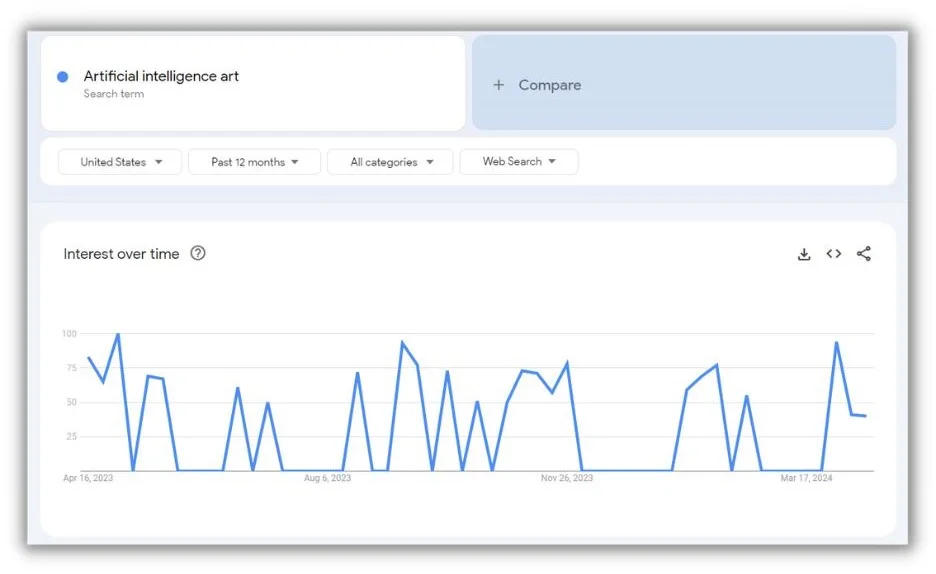 Artificial intelligence art
Search term
+ Compare
United States
Past 12 months
All categories
Web Search
Interest over time
100
75
50
25
Apr 16, 2023
Aug 6, 2023
Nov 26, 2023
Mar 17, 2024